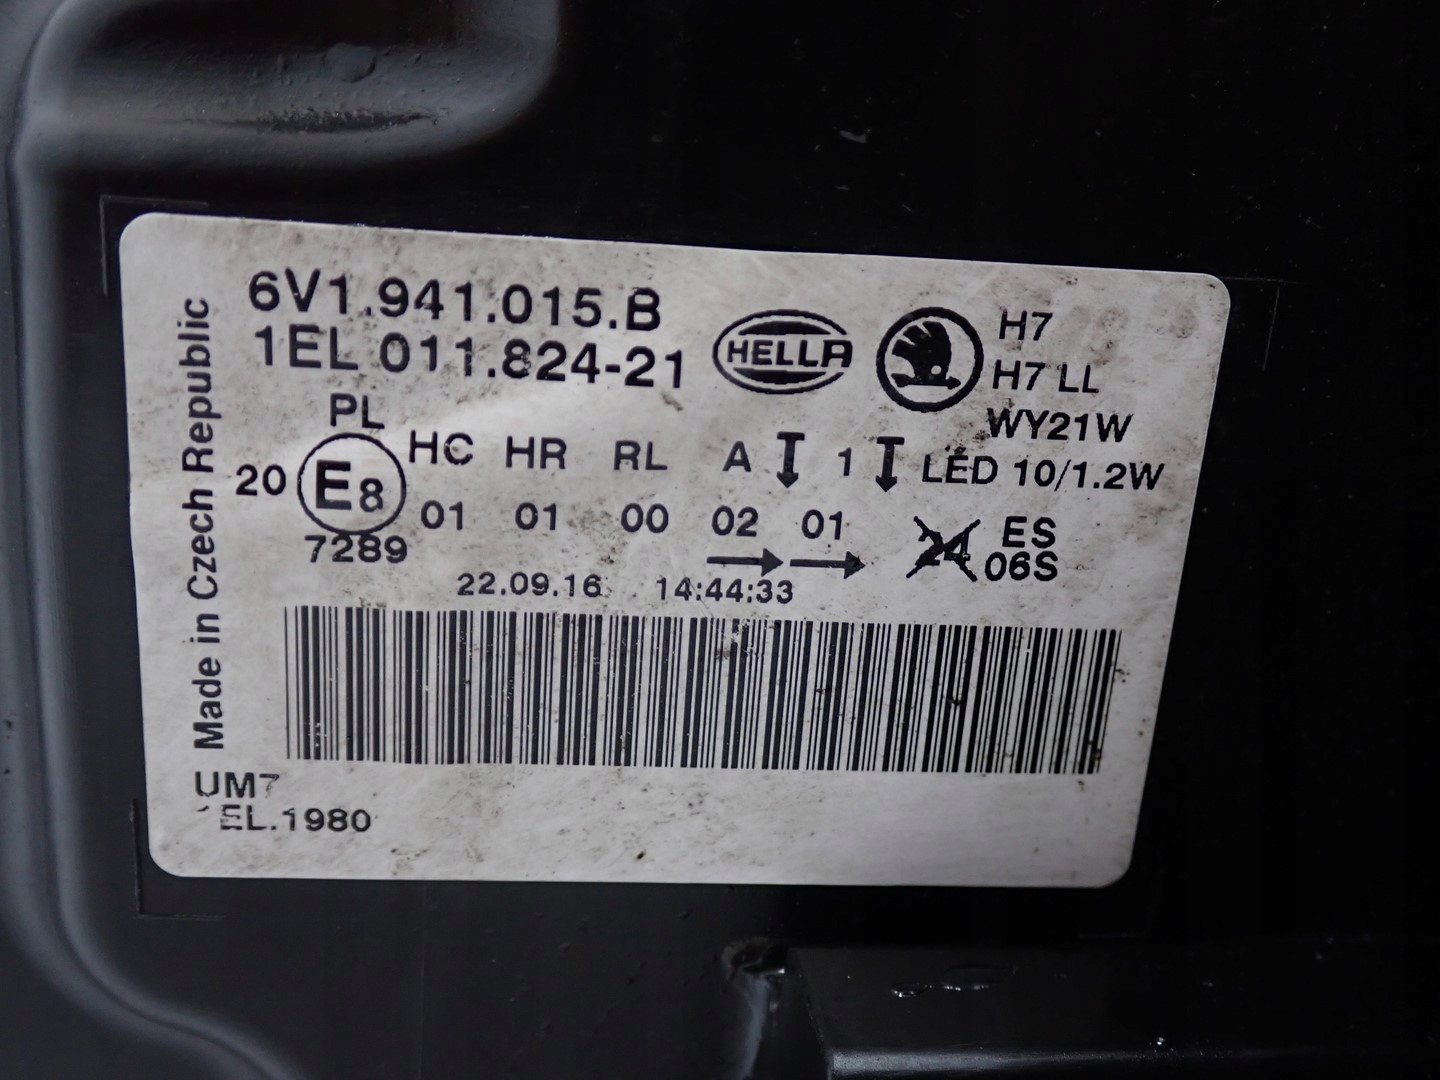 6V1.941.015.B
1EL 011.824-21
HELLA
H7
H7 LL
WY21W
LED 10/1.2W
PL
20 E8 HC HR RL A 1
01 01 00 02 01
7289
24 ES
06S
22.09.16 14:44:33
Made in Czech Republic
UM7
EL.1980